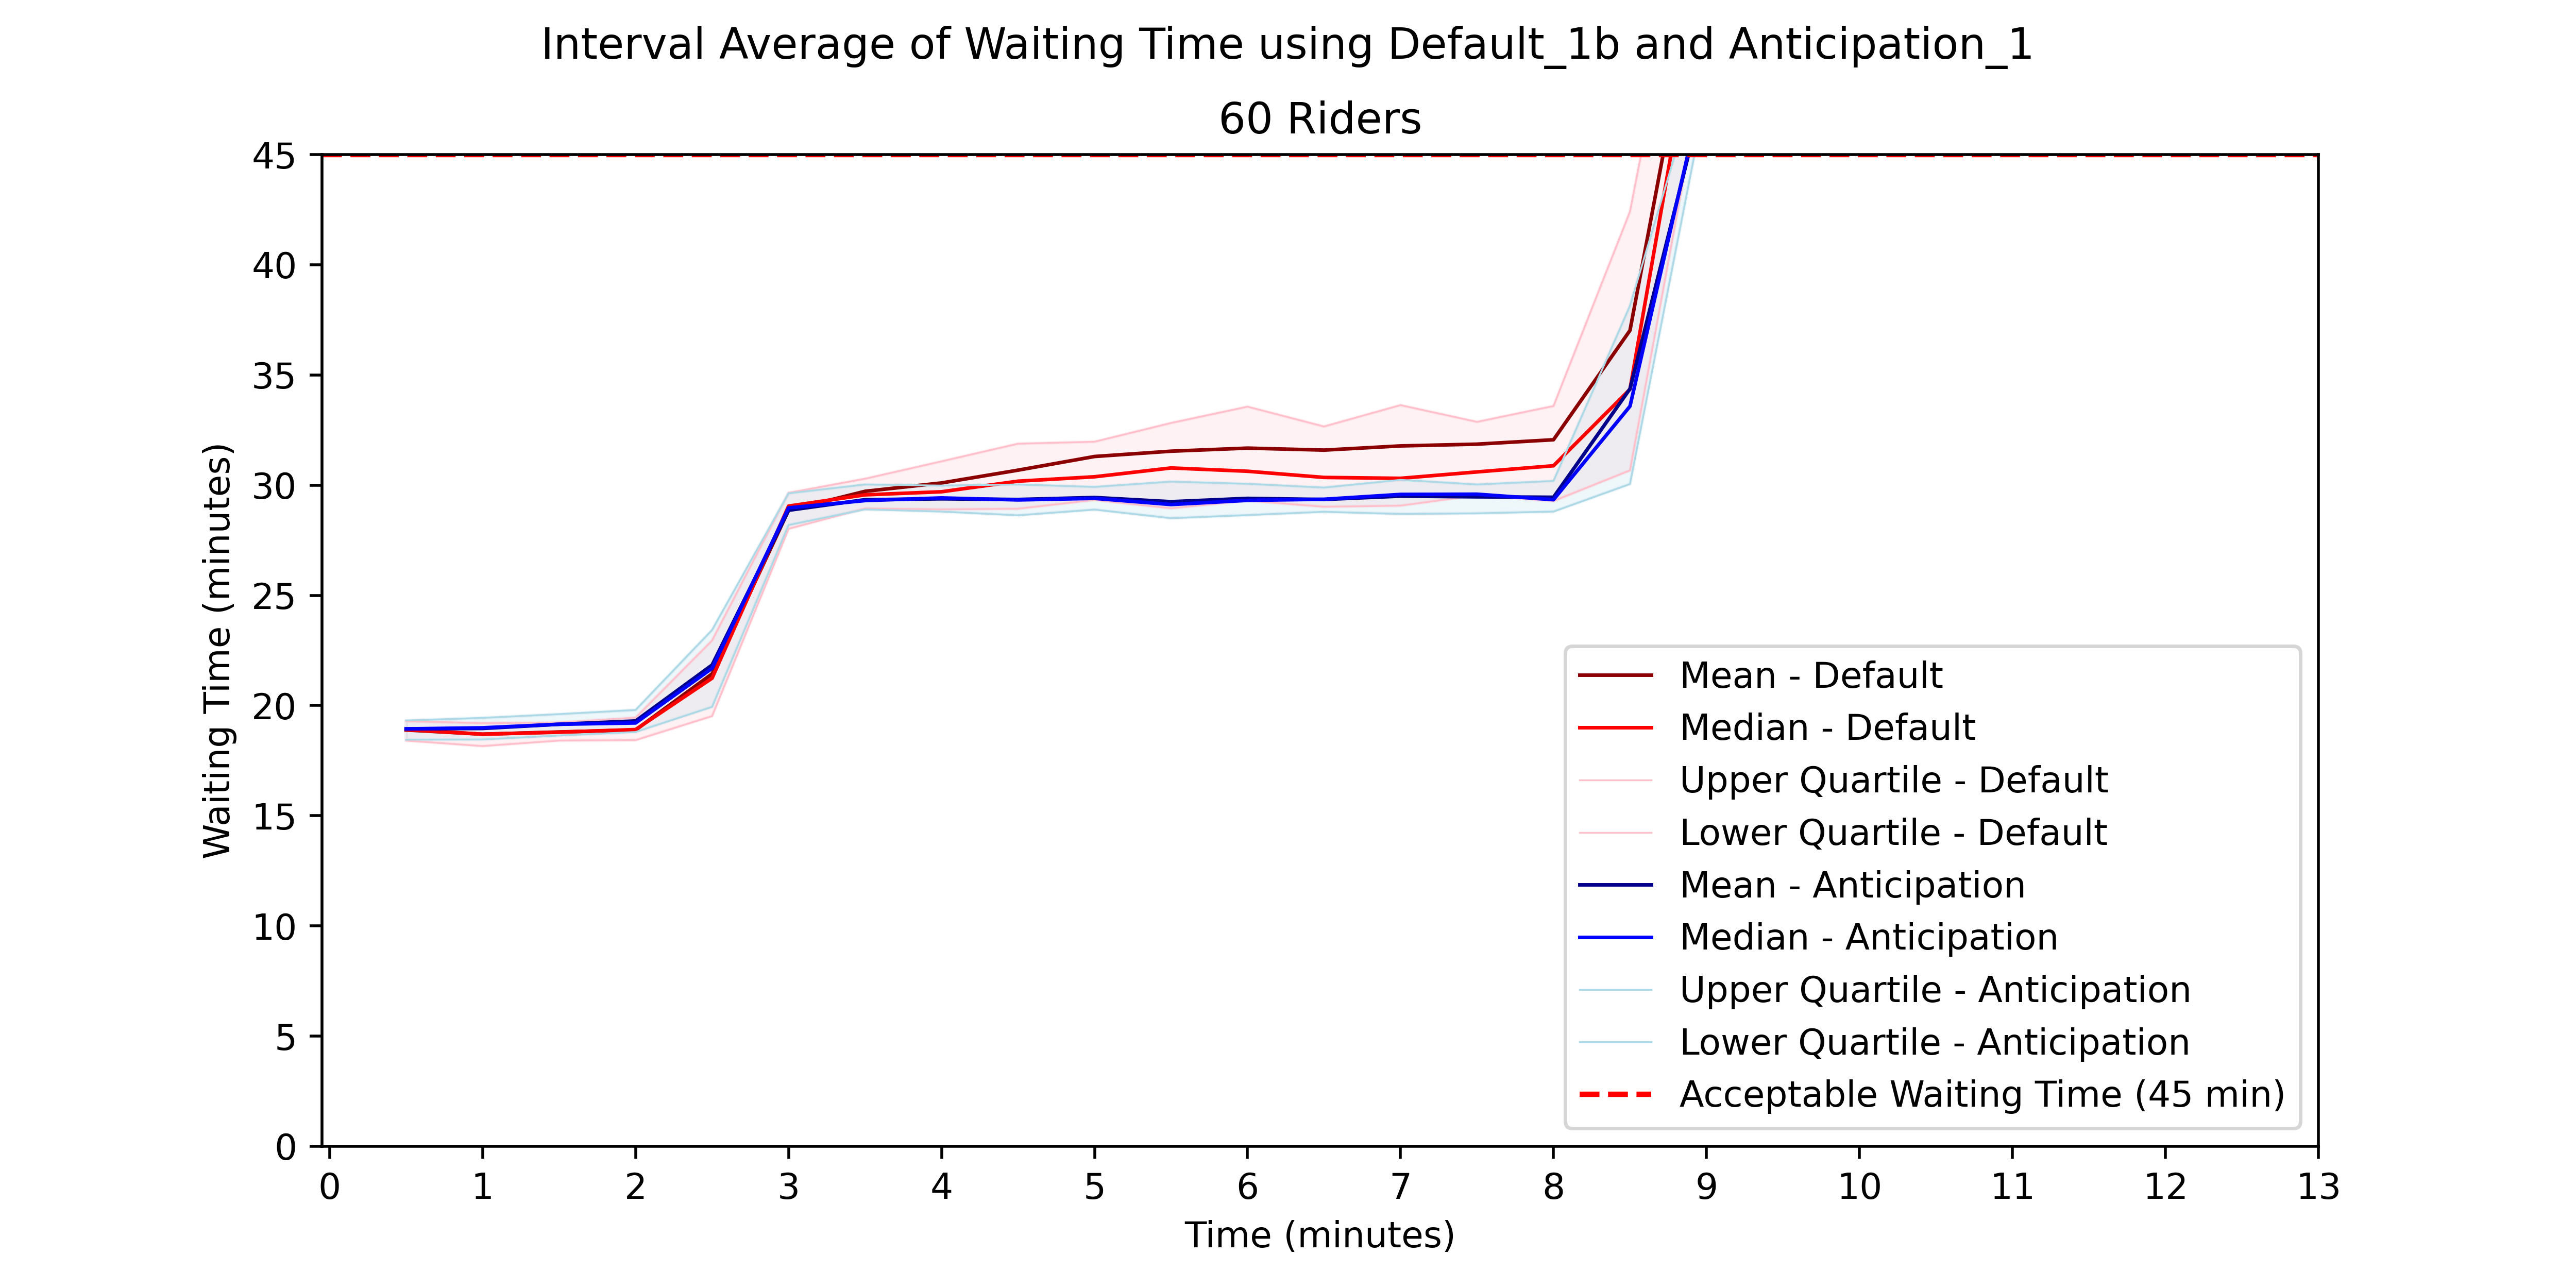 Interval Average of Waiting Time using Default_1b and Anticipation_1
60 Riders
45
40
35
30
25
20
15
10
5
0
Waiting Time (minutes)
Mean - Default
Median - Default
Upper Quartile - Default
Lower Quartile - Default
Mean - Anticipation
Median - Anticipation
Upper Quartile - Anticipation
Lower Quartile - Anticipation
Acceptable Waiting Time (45 min)
0 1 2 3 4 5 6 7 8 9 10 11 12 13
Time (minutes)